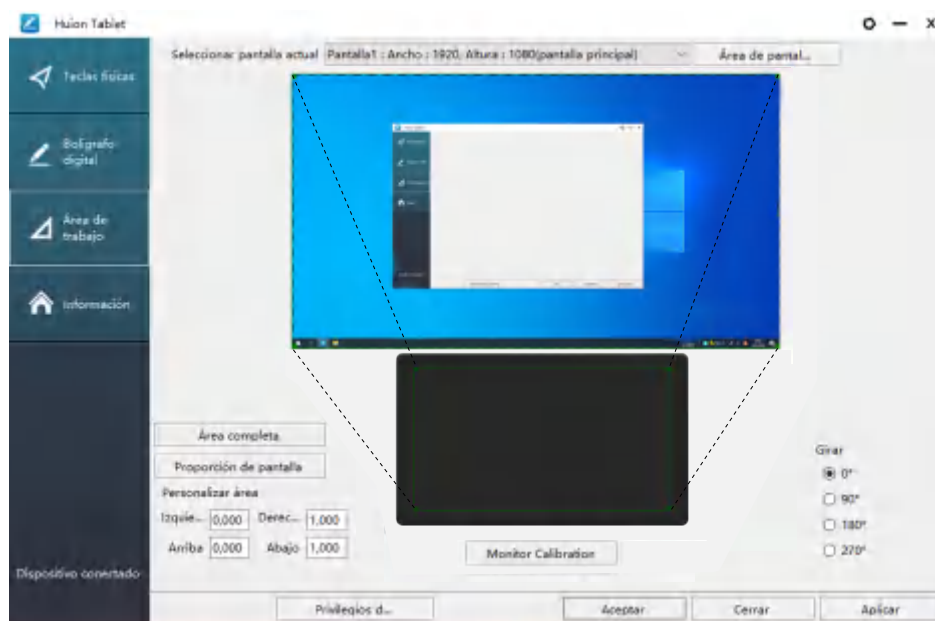 Huion Tablet
Seleccionar pantalla actual Pantalla1 : Ancho : 1920, Altura : 1080(pantalla principal) Área de pantal...
Teclas físicas
Bolígrafo
digital
Área de
trabajo
Información
Área completa
Proporción de pantalla
Personalizar área
Izquie... 0,000 Derec... 1,000
Arriba 0,000 Abajo 1,000
Monitor Calibration
Girar
0°
90°
180°
270°
Dispositivo conectado
Privilegios d...
Aceptar
Cerrar
Aplicar